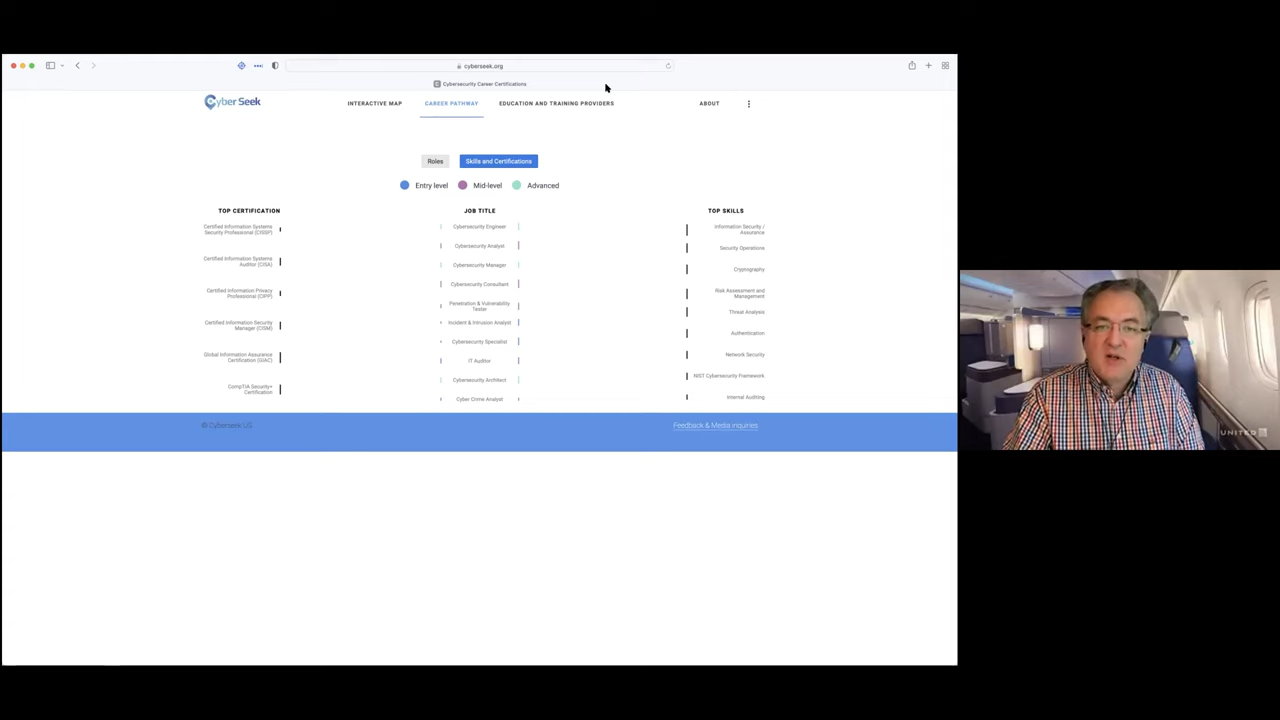 cyberseek.org
Cybersecurity Career Certifications
Cyber Seek
INTERACTIVE MAP
CAREER PATHWAY
EDUCATION AND TRAINING PROVIDERS
ABOUT
Roles
Skills and Certifications
Entry level
Mid-level
Advanced
TOP CERTIFICATION
Certified Information Systems
Security Professional (CISSP)
Certified Information Systems
Auditor (CISA)
Certified Information Privacy
Professional (CIPP)
Certified Information Security
Manager (CISM)
Global Information Assurance
Certification (GIAC)
CompTIA Security+
Certification
JOB TITLE
Cybersecurity Engineer
Cybersecurity Analyst
Cybersecurity Manager
Cybersecurity Consultant
Penetration & Vulnerability
Tester
Incident & Intrusion Analyst
Cybersecurity Specialist
IT Auditor
Cybersecurity Architect
Cyber Crime Analyst
TOP SKILLS
Information Security /
Assurance
Security Operations
Cryptography
Risk Assessment and
Management
Threat Analysis
Authentication
Network Security
NIST Cybersecurity Framework
Internal Auditing
© Cyberseek US.
Feedback & Media inquiries
UNITED